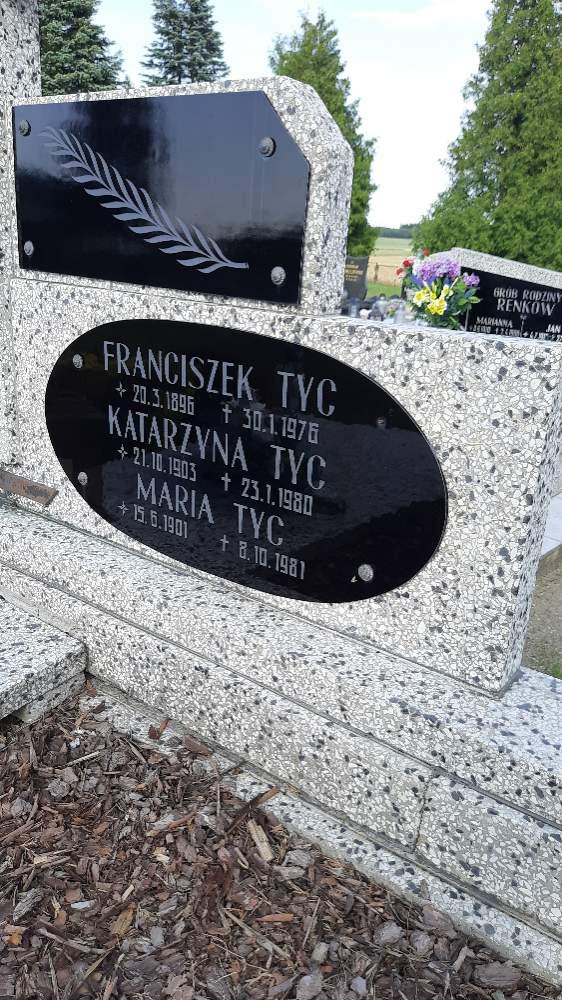 FRANCISZEK TYC
20.3.1896 † 30.1.1976
KATARZYNA TYC
21.10.1903 † 23.1.1980
MARIA TYC
15.6.1901 † 8.10.1981
GRÓB RODZINY
RENKOW
MARIANNA JAN